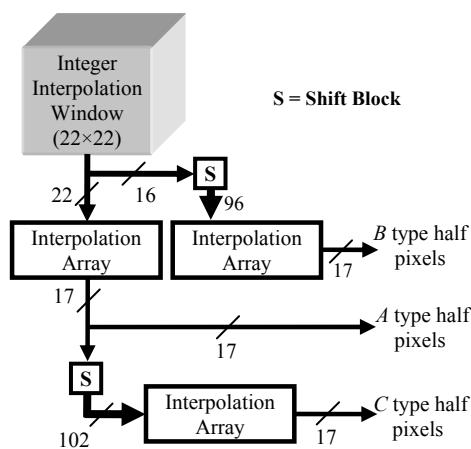 Integer
Interpolation
Window
(22×22)
S = Shift Block
22
16
S
96
Interpolation
Array
Interpolation
Array
17
B type half
pixels
17
17
A type half
pixels
S
102
Interpolation
Array
17
C type half
pixels